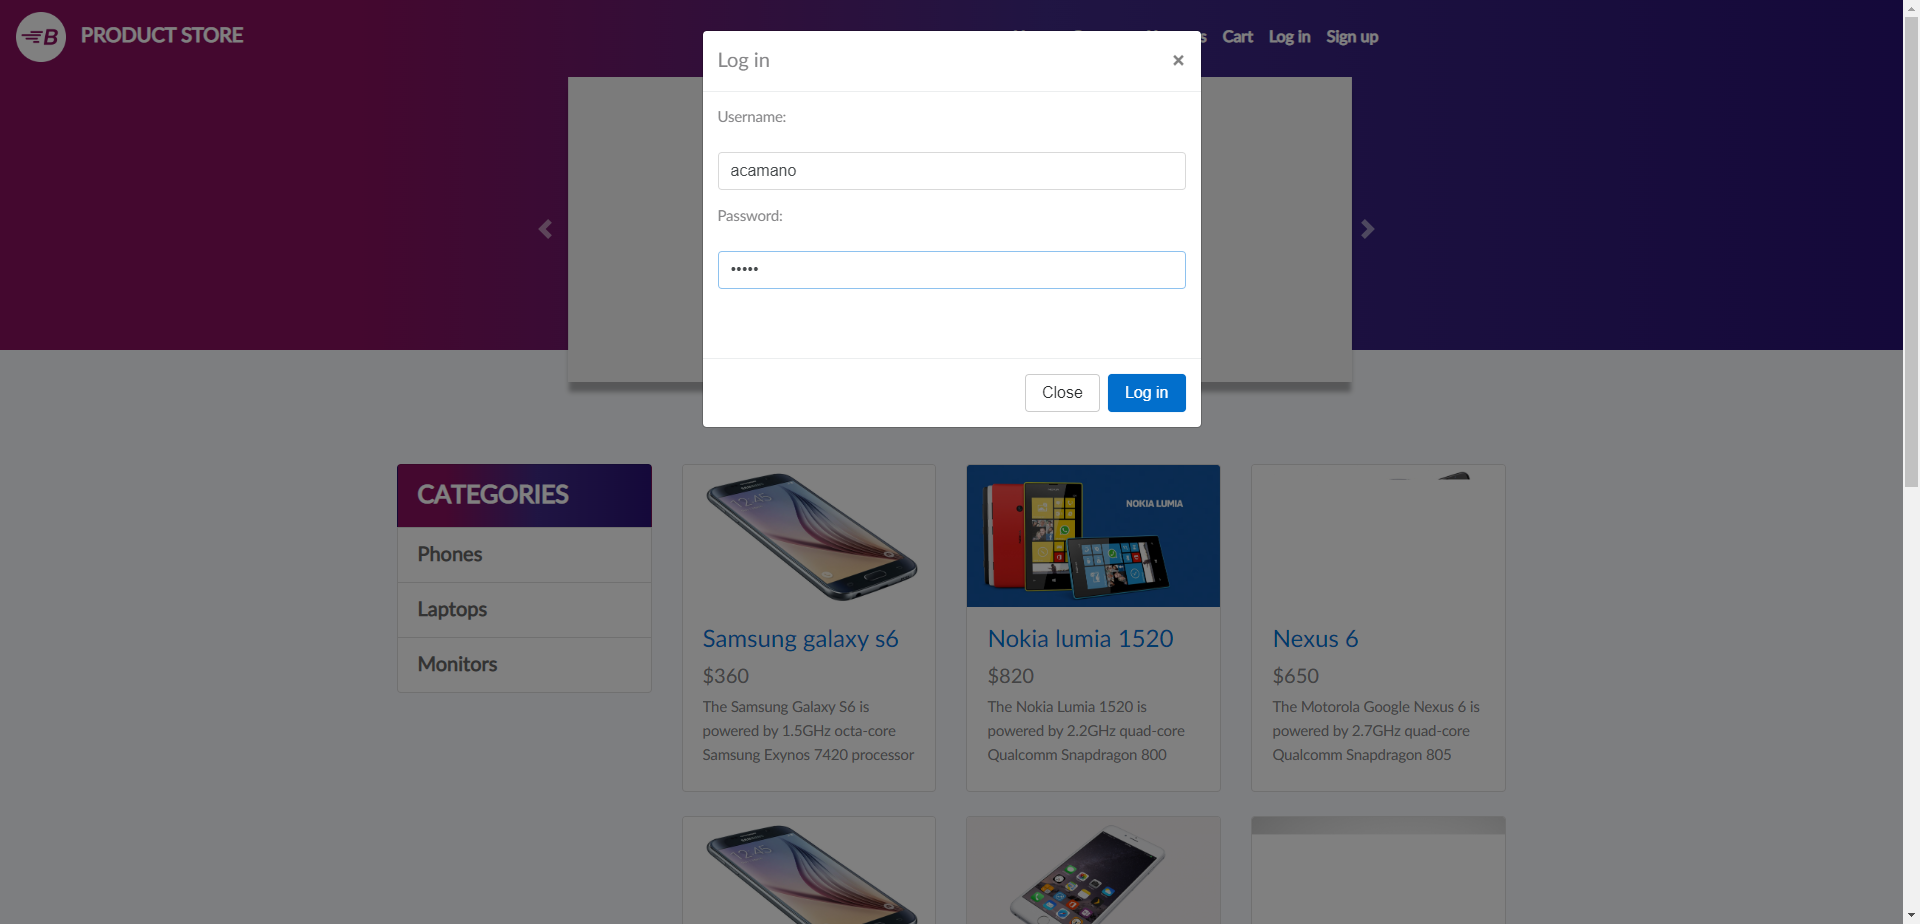 B PRODUCT STORE
Cart Log in Sign up
Log in ×
Username:
acamano
Password:
•••••
Close Log in
CATEGORIES
Phones
Laptops
Monitors
12:45
NOKIA LUMIA
Samsung galaxy s6
$360
The Samsung Galaxy S6 is
powered by 1.5GHz octa-core
Samsung Exynos 7420 processor
Nokia lumia 1520
$820
The Nokia Lumia 1520 is
powered by 2.2GHz quad-core
Qualcomm Snapdragon 800
Nexus 6
$650
The Motorola Google Nexus 6 is
powered by 2.7GHz quad-core
Qualcomm Snapdragon 805
12:45